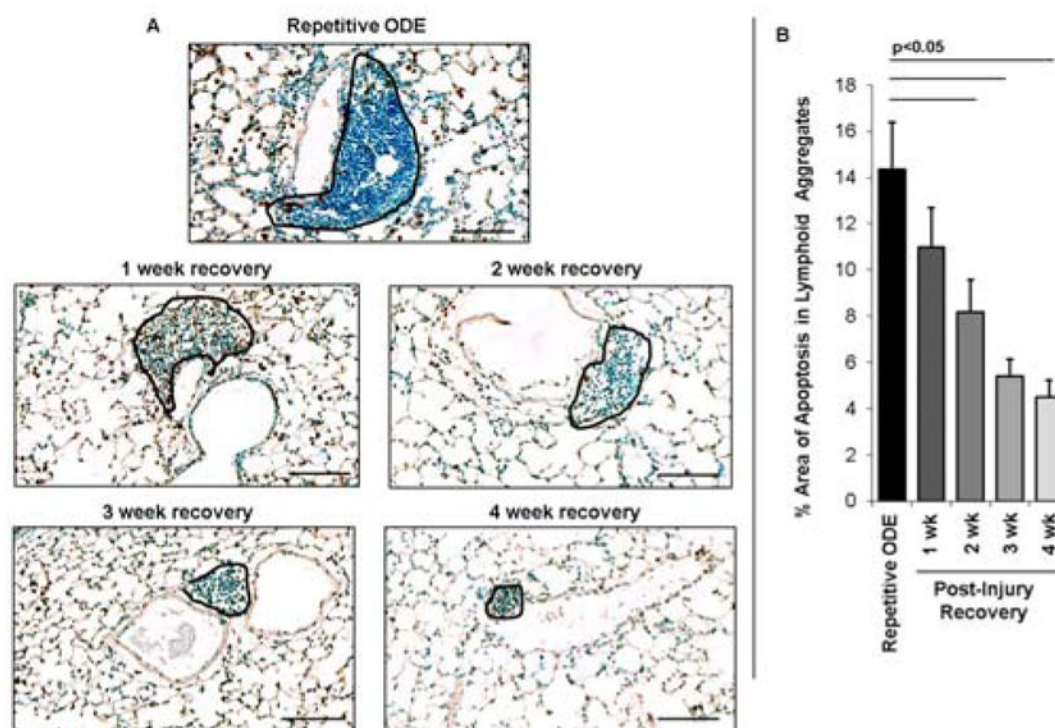 A
Repetitive ODE
1 week recovery
2 week recovery
3 week recovery
4 week recovery
B
p<0.05
% Area of Apoptosis in Lymphoid Aggregates
18
16
14
12
10
8
6
4
2
0
Repetitive ODE
1 wk
2 wk
3 wk
4 wk
Post-Injury
Recovery